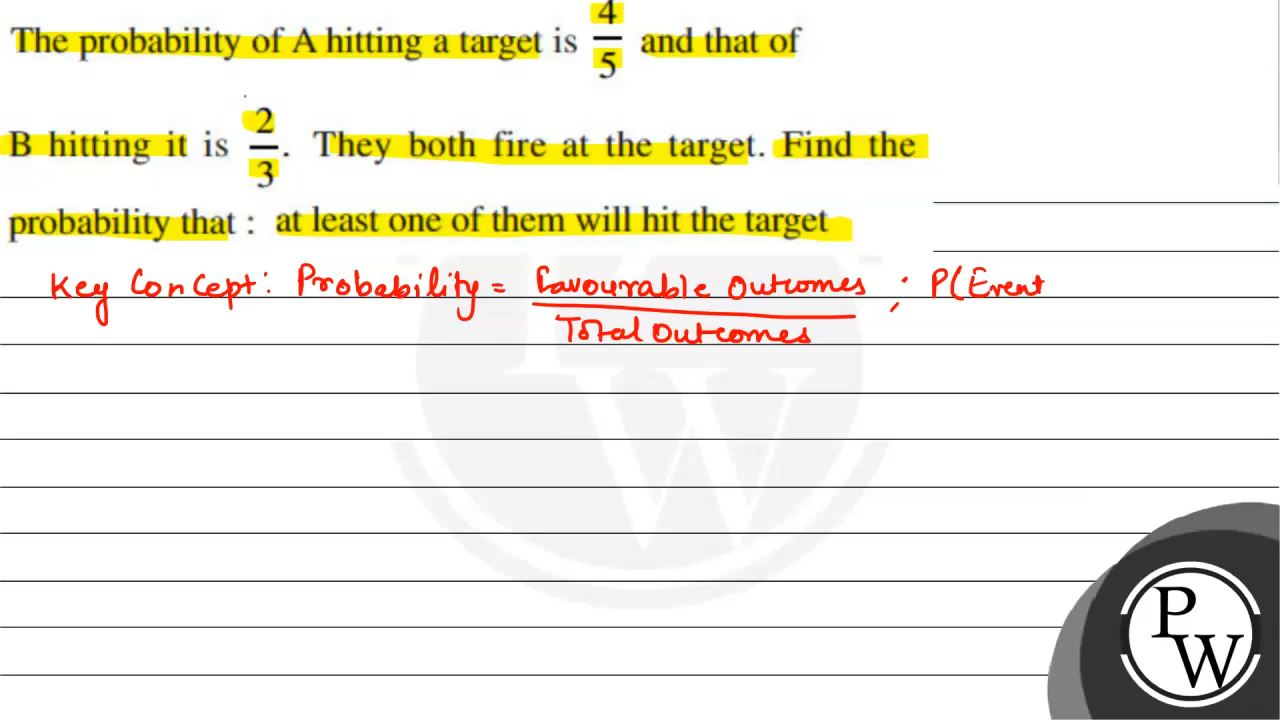 The probability of A hitting a target is 4/5 and that of
B hitting it is 2/3. They both fire at the target. Find the
probability that : at least one of them will hit the target
Key Concept: Probability = Favourable Outcomes / Total Outcomes ; P(Event
PW